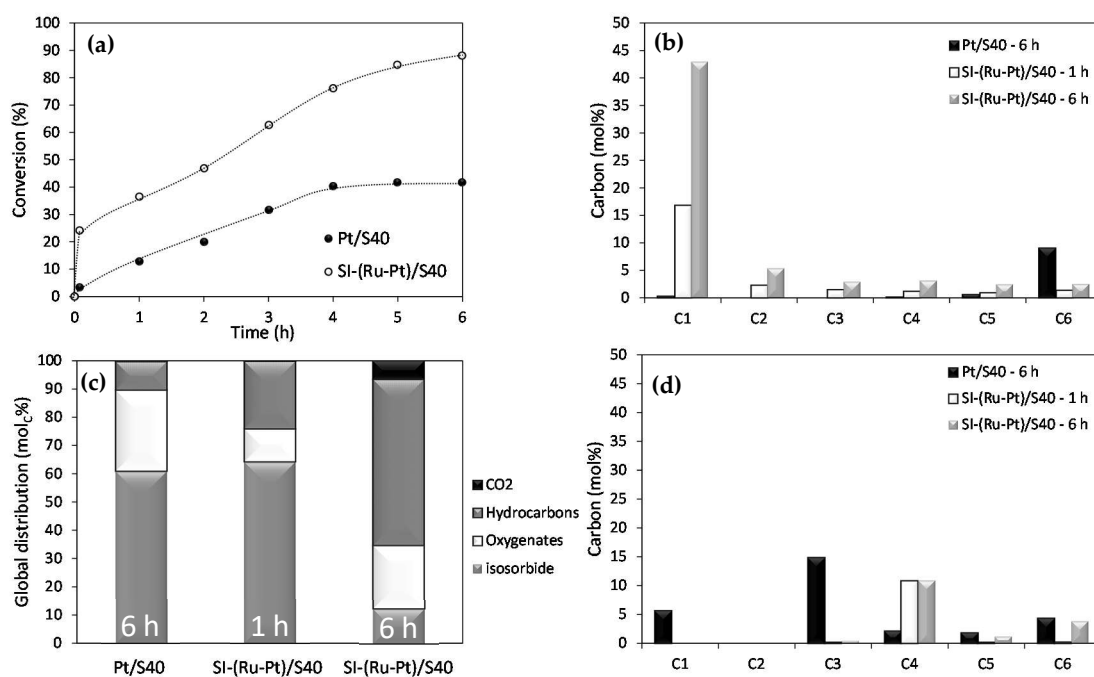 (a)
Conversion (%)
100
90
80
70
60
50
40
30
20
10
0
0 1 2 3 4 5 6
Time (h)
Pt/S40
SI-(Ru-Pt)/S40
(b)
Carbon (mol%)
50
45
40
35
30
25
20
15
10
5
0
C1 C2 C3 C4 C5 C6
Pt/S40 - 6 h
SI-(Ru-Pt)/S40 - 1 h
SI-(Ru-Pt)/S40 - 6 h
(c)
Global distribution (molC%)
100
90
80
70
60
50
40
30
20
10
0
6 h 1 h 6 h
Pt/S40 SI-(Ru-Pt)/S40 SI-(Ru-Pt)/S40
CO2
Hydrocarbons
Oxygenates
isosorbide
(d)
Carbon (mol%)
50
45
40
35
30
25
20
15
10
5
0
C1 C2 C3 C4 C5 C6
Pt/S40 - 6 h
SI-(Ru-Pt)/S40 - 1 h
SI-(Ru-Pt)/S40 - 6 h